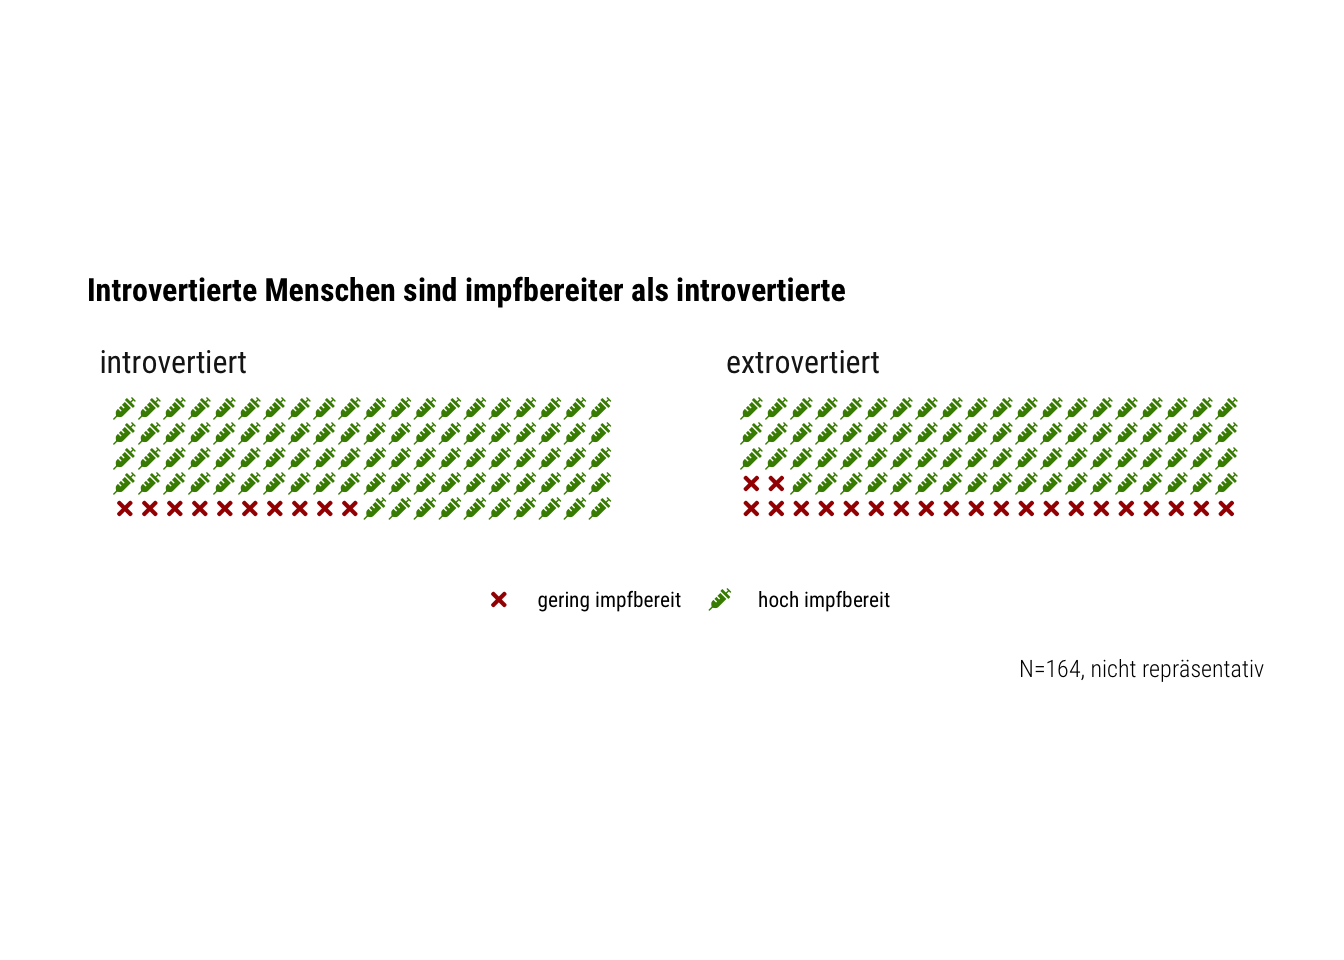 Introvertierte Menschen sind impfbereiter als introvertierte
introvertiert
extrovertiert
gering impfbereit
hoch impfbereit
N=164, nicht repräsentativ